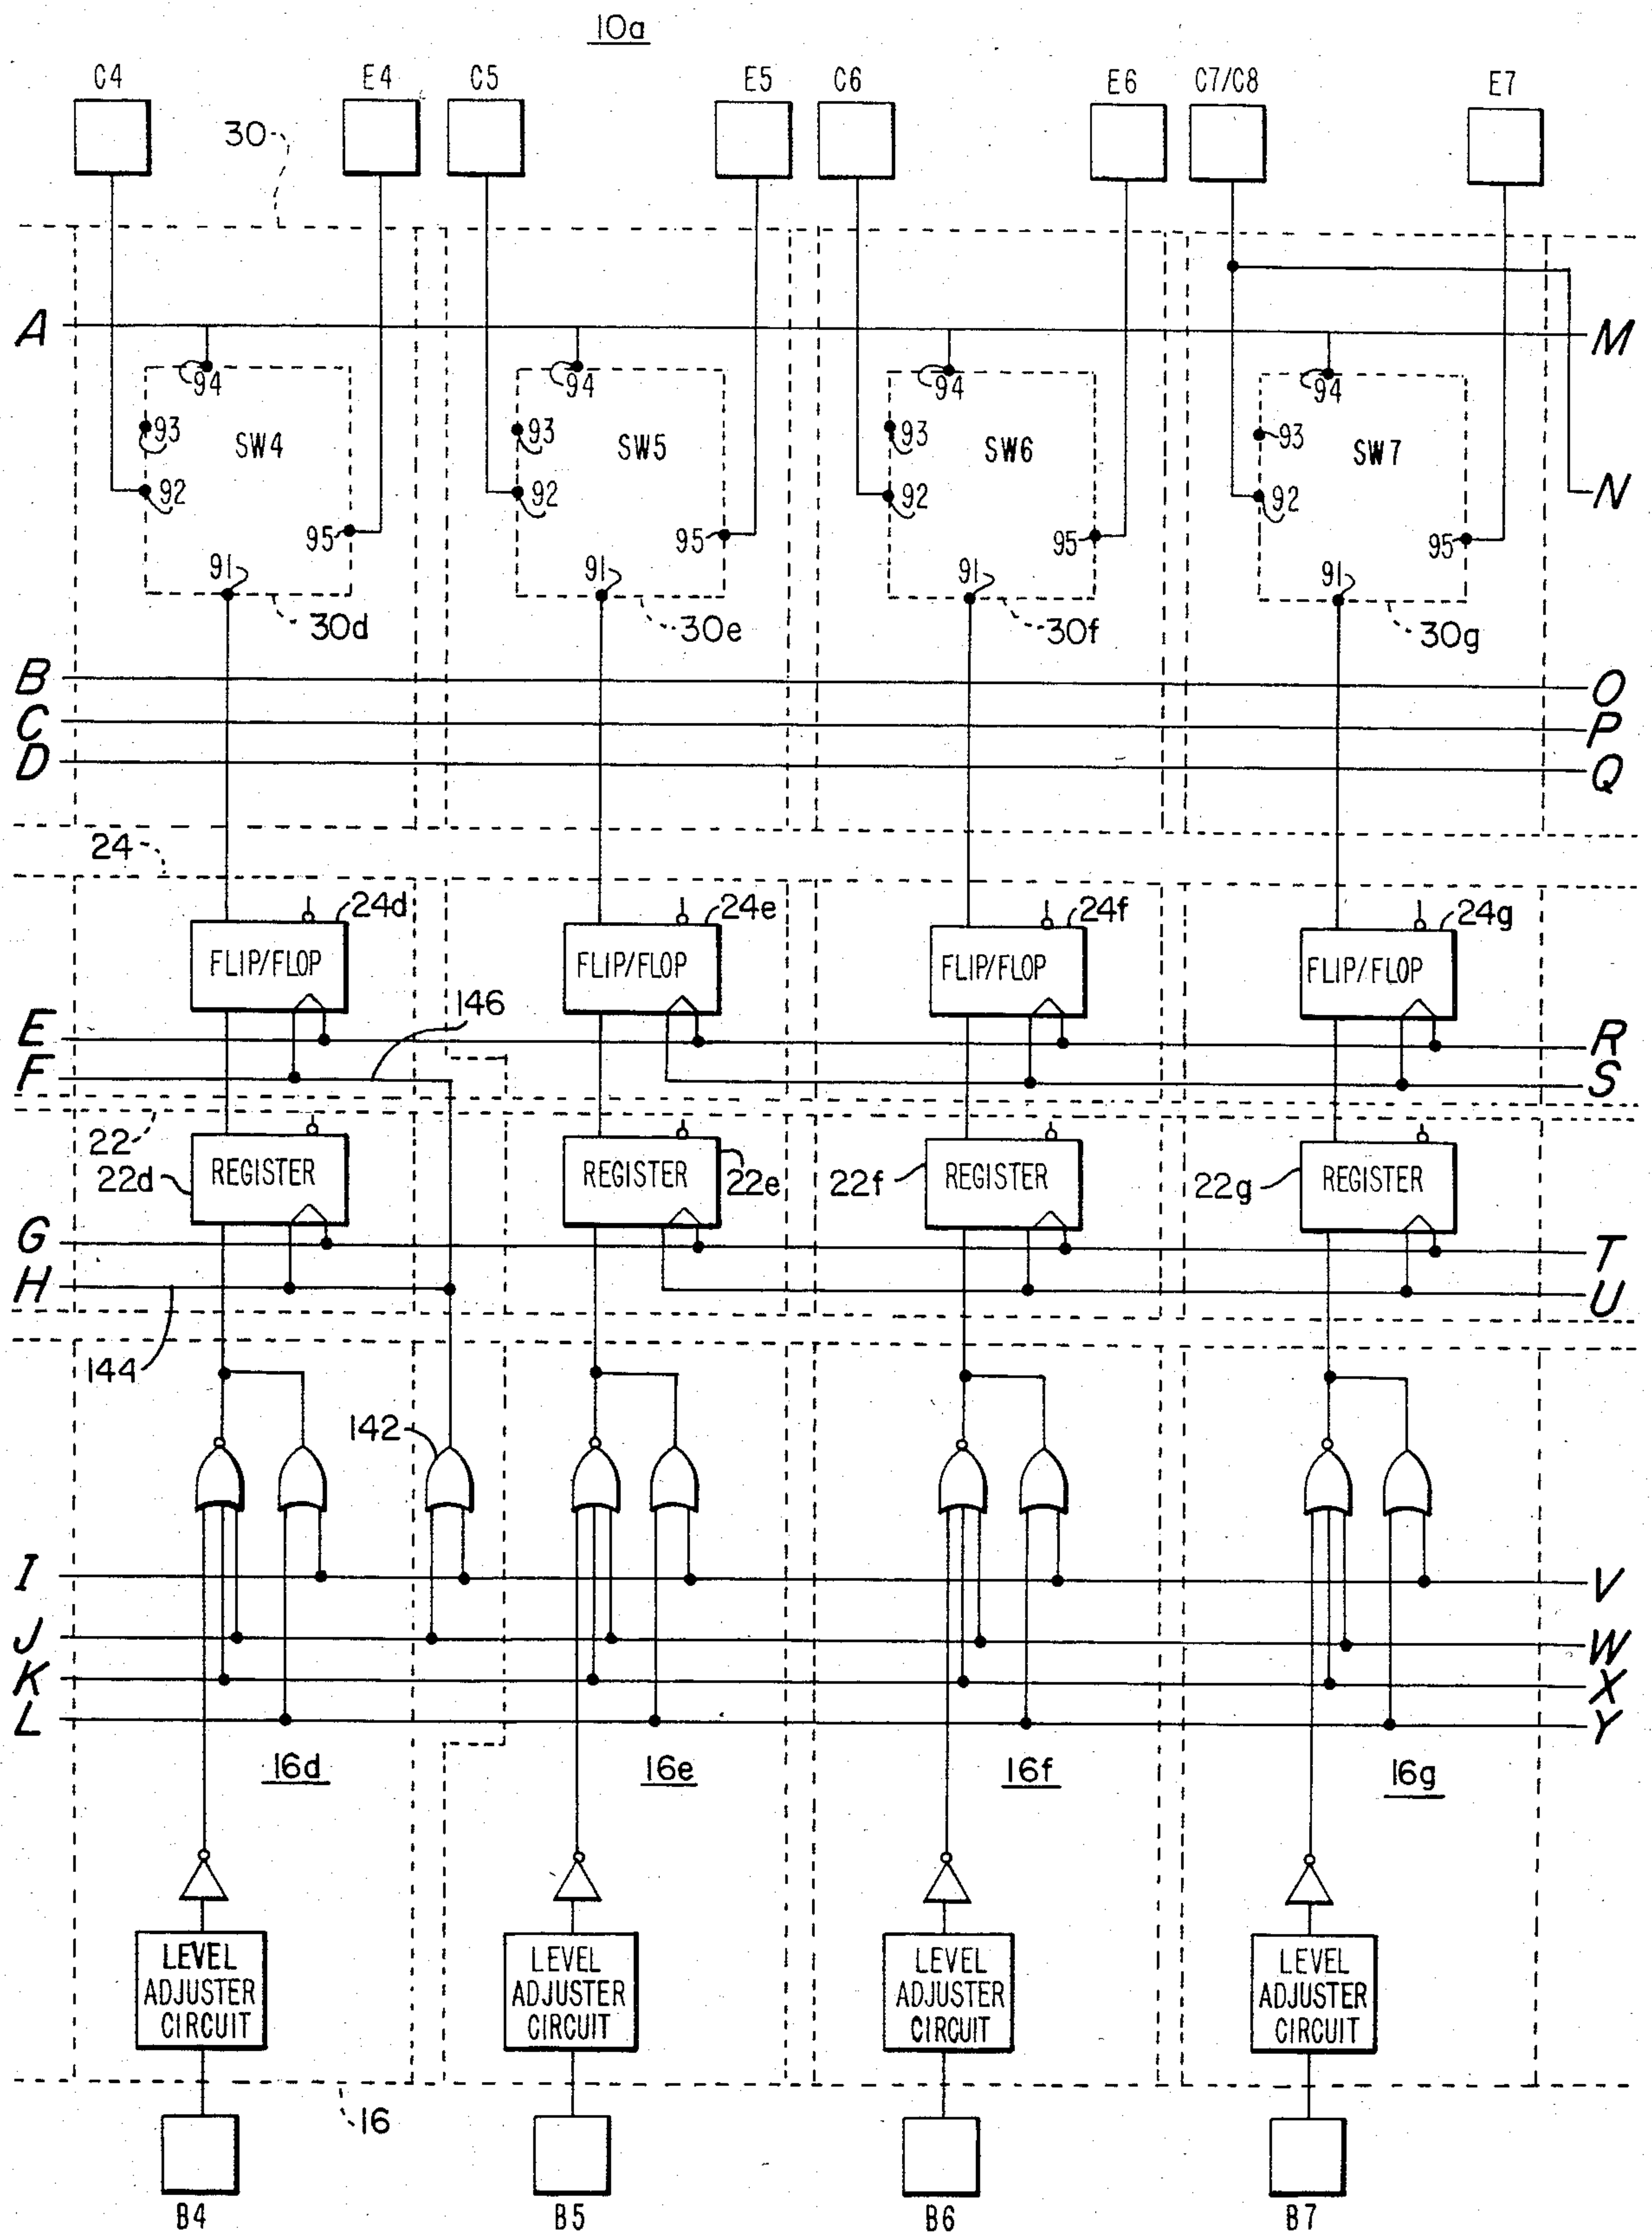 10a
C4 E4 C5 E5 C6 E6 C7/C8 E7
30
A M
94 94 94 94
93 SW4 93 SW5 93 SW6 93 SW7
92 92 92 92 N
95 95 95 95
91 91 91 91
30d 30e 30f 30g
B O
C P
D Q
24
24d 24e 24f 24g
FLIP/FLOP FLIP/FLOP FLIP/FLOP FLIP/FLOP
146
E R
F S
22
22d REGISTER REGISTER 22e 22f REGISTER 22g REGISTER
G T
H U
144
142
I V
J W
K X
L Y
16d 16e 16f 16g
LEVEL LEVEL LEVEL LEVEL
ADJUSTER ADJUSTER ADJUSTER ADJUSTER
CIRCUIT CIRCUIT CIRCUIT CIRCUIT
16
B4 B5 B6 B7